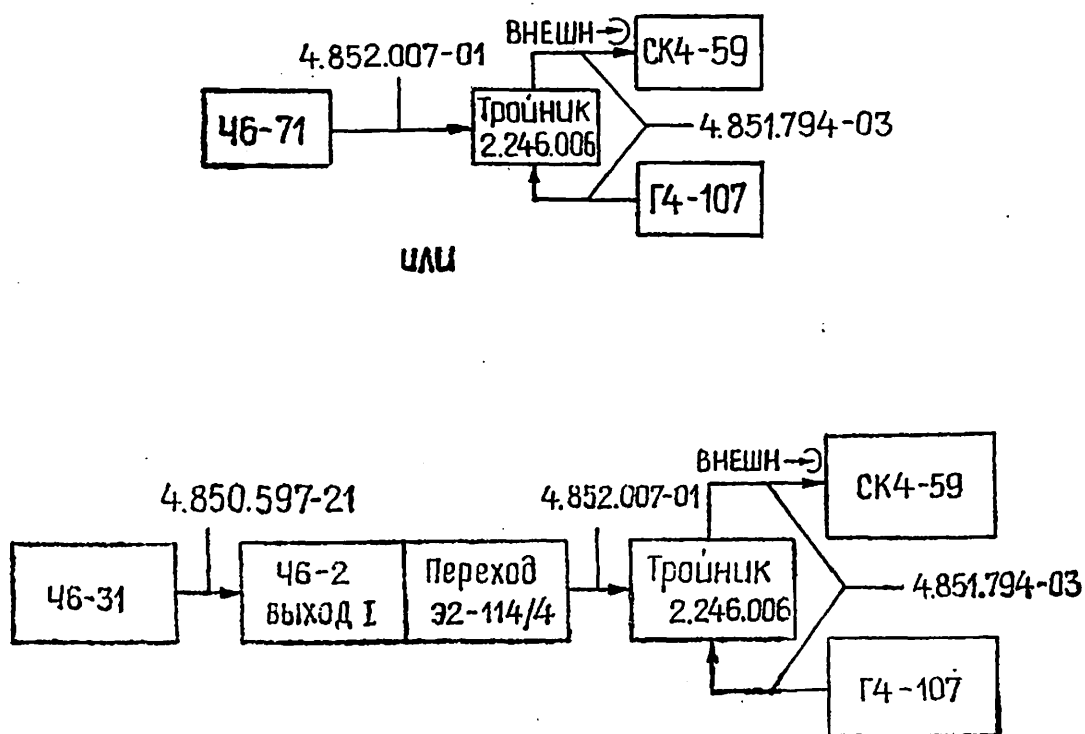 ВНЕШН
СК4-59
4.852.007-01
Ч6-71
Тройник
2.246.006
4.851.794-03
Г4-107
или
ВНЕШН
СК4-59
4.850.597-21
4.852.007-01
Ч6-31
Ч6-2
ВЫХОД I
Переход
Э2-114/4
Тройник
2.246.006
4.851.794-03
Г4-107